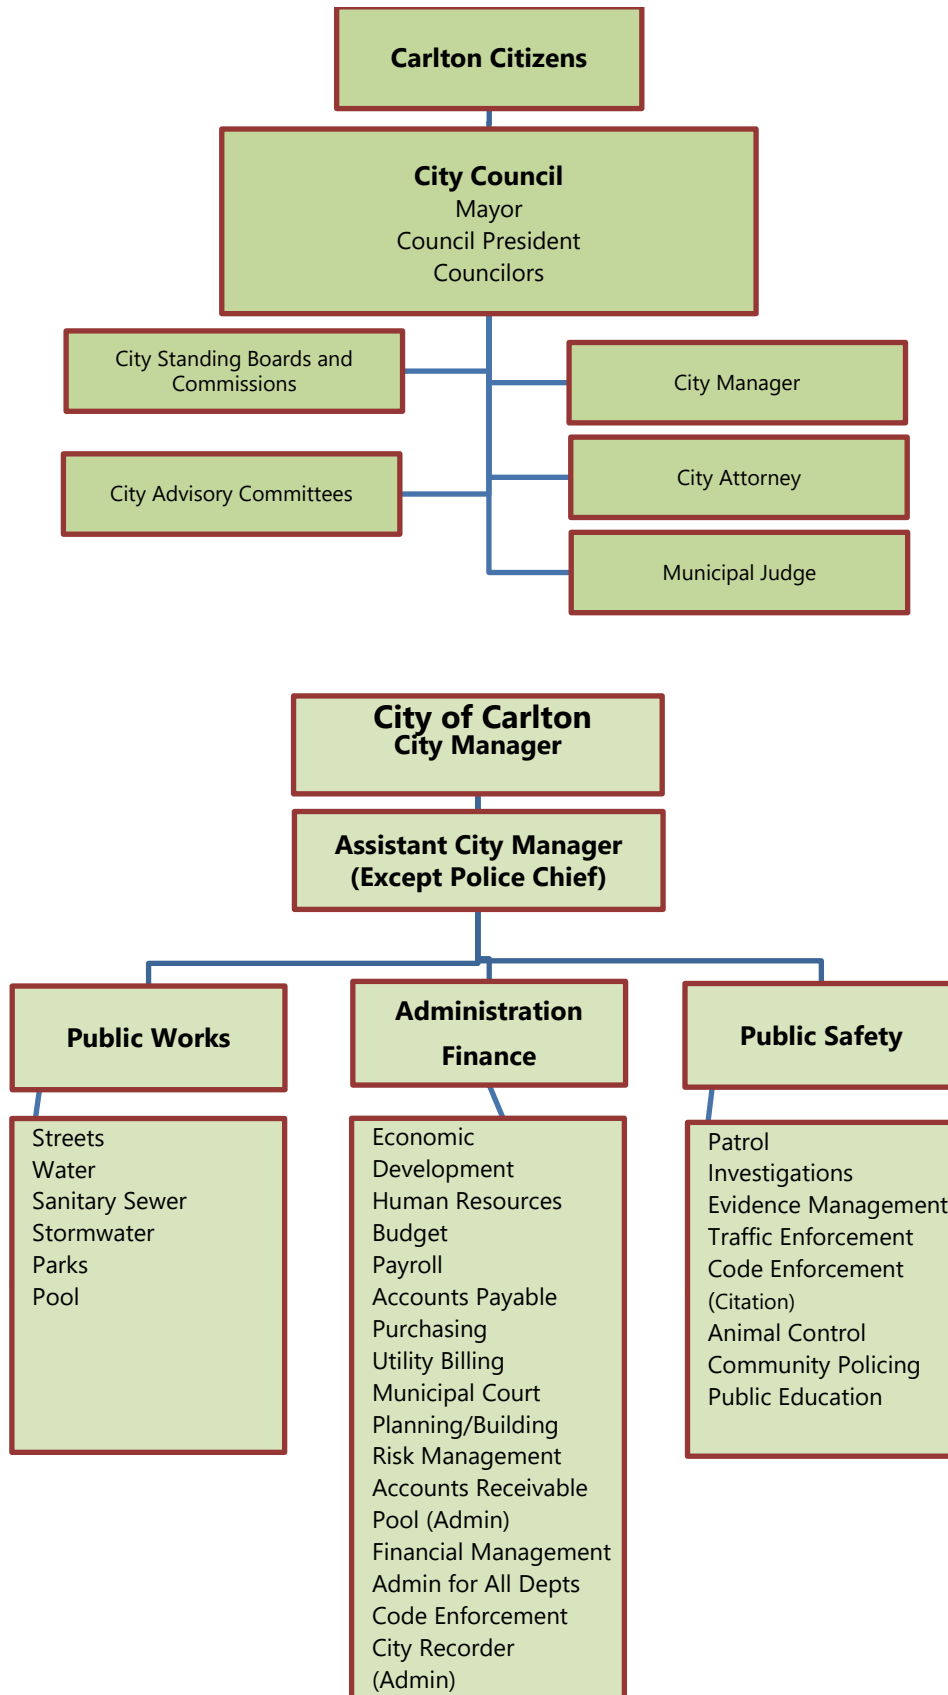 Carlton Citizens
City Council
Mayor
Council President
Councilors
City Standing Boards and
Commissions
City Manager
City Advisory Committees
City Attorney
Municipal Judge
City of Carlton
City Manager
Assistant City Manager
(Except Police Chief)
Public Works
Administration
Finance
Public Safety
Streets
Water
Sanitary Sewer
Stormwater
Parks
Pool
Economic
Development
Human Resources
Budget
Payroll
Accounts Payable
Purchasing
Utility Billing
Municipal Court
Planning/Building
Risk Management
Accounts Receivable
Pool (Admin)
Financial Management
Admin for All Depts
Code Enforcement
City Recorder
(Admin)
Patrol
Investigations
Evidence Management
Traffic Enforcement
Code Enforcement
(Citation)
Animal Control
Community Policing
Public Education